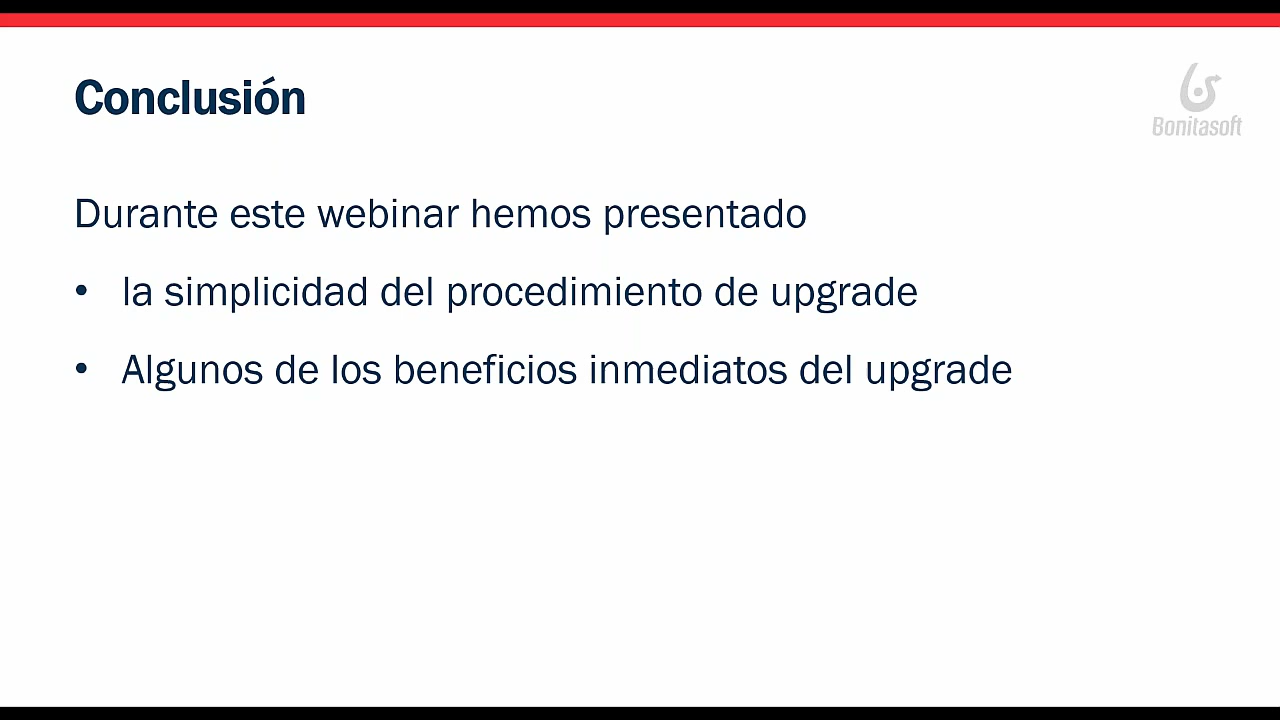 Conclusión
Bonitasoft
Durante este webinar hemos presentado
• la simplicidad del procedimiento de upgrade
• Algunos de los beneficios inmediatos del upgrade